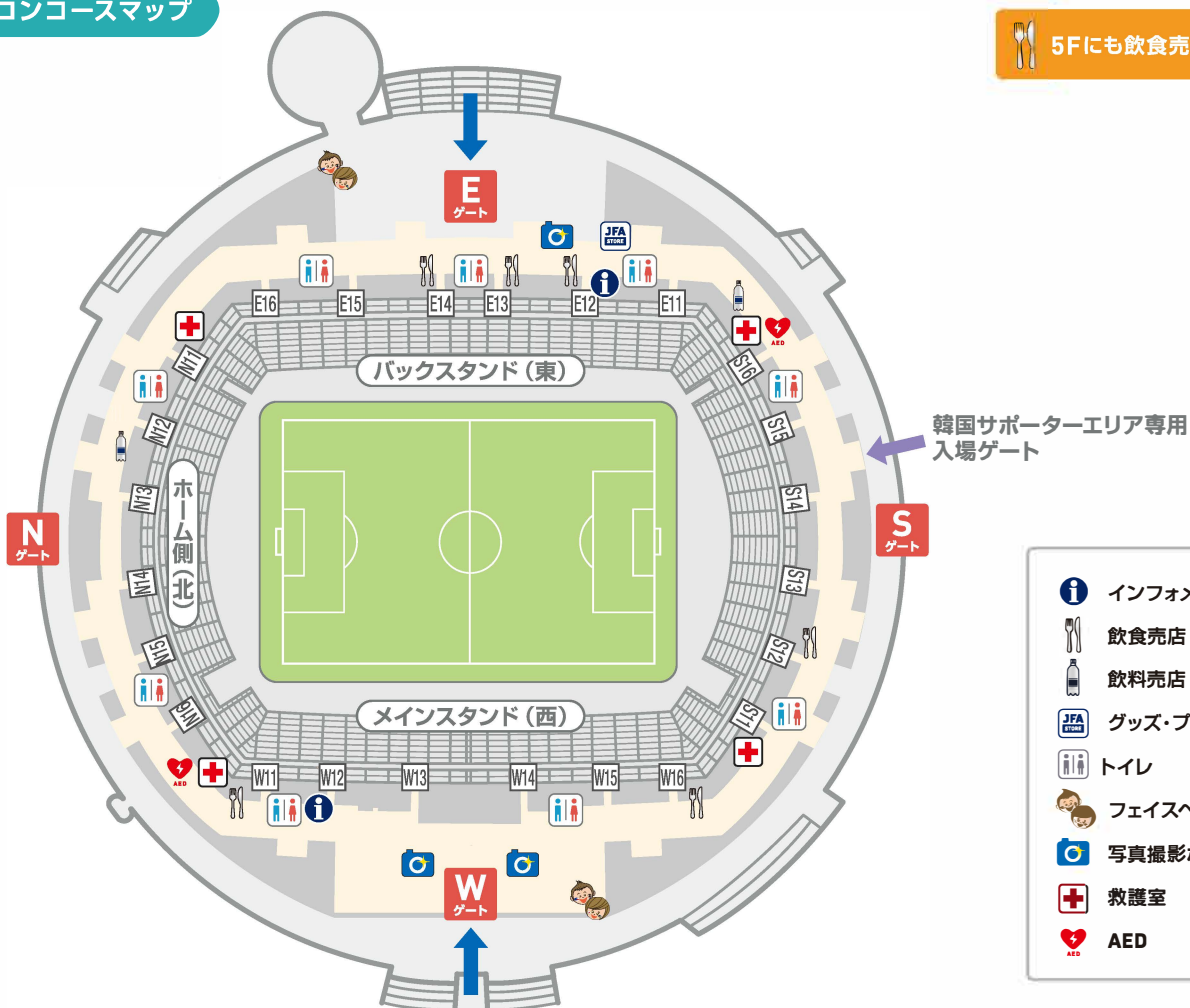 コンコースマップ
5Fにも飲食売
E
ゲート
JFA
STORE
E16
E15
E14
E13
E12
E11
AED
N11
S16
バックスタンド(東)
N12
S15
韓国サポーターエリア専用
入場ゲート
N13
S14
ホーム側(北)
N
ゲート
S
ゲート
N14
S13
N15
S12
N16
S11
メインスタンド(西)
AED
W11
W12
W13
W14
W15
W16
W
ゲート
インフォメ
飲食売店
飲料売店
JFA
STORE
グッズ・プ
トイレ
フェイスペ
写真撮影
救護室
AED
AED